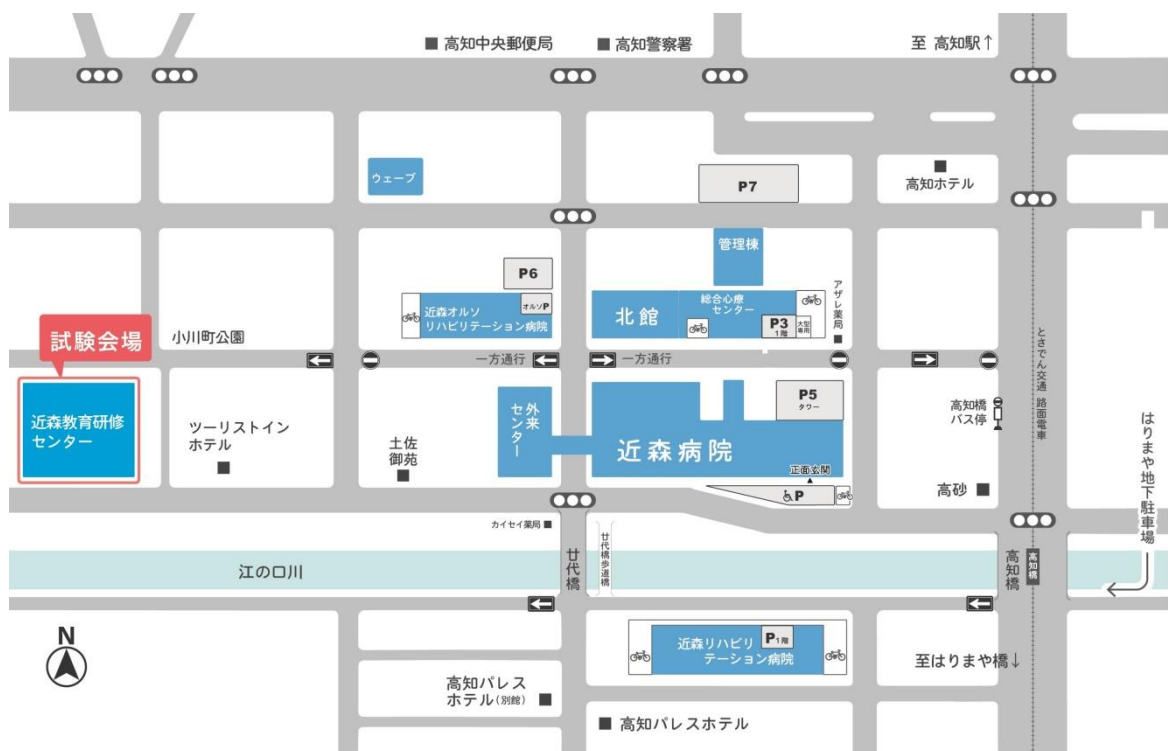 高知中央郵便局
高知警察署
至 高知駅↑
ウェーブ
P7
高知ホテル
管理棟
P6
近森オルソ
リハビリテーション病院
オルソP
北館
総合心療
センター
P3
1階
大型
専用
アザレ薬局
試験会場
小川町公園
一方通行
一方通行
とさでん交通 路面電車
近森教育研修
センター
ツーリストイン
ホテル
土佐
御苑
外来
センター
近森病院
P5
タワー
正面玄関
P
高知橋
バス停
高砂
はりまや地下駐車場
カイセイ薬局
江の口川
廿代橋
廿代橋歩道橋
高知橋
高知橋
N
近森リハビリ
テーション病院
P1階
至はりまや橋↓
高知パレス
ホテル(別館)
高知パレスホテル